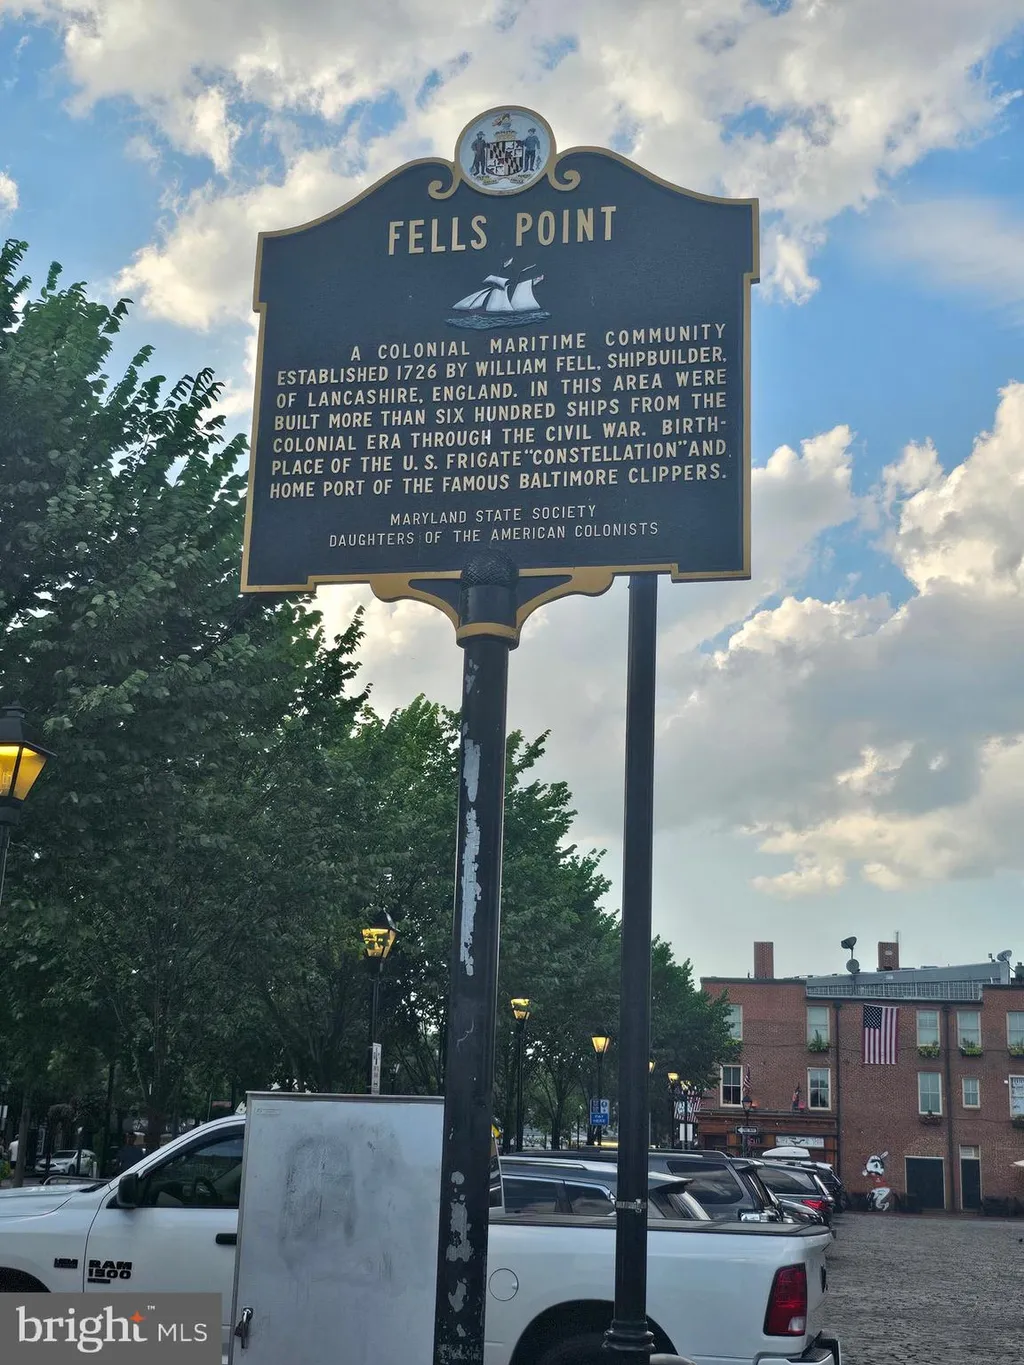 FELLS POINT
A COLONIAL MARITIME COMMUNITY
ESTABLISHED 1726 BY WILLIAM FELL, SHIPBUILDER,
OF LANCASHIRE, ENGLAND. IN THIS AREA WERE
BUILT MORE THAN SIX HUNDRED SHIPS FROM THE
COLONIAL ERA THROUGH THE CIVIL WAR. BIRTH-
PLACE OF THE U.S. FRIGATE "CONSTELLATION" AND
HOME PORT OF THE FAMOUS BALTIMORE CLIPPERS.
MARYLAND STATE SOCIETY
DAUGHTERS OF THE AMERICAN COLONISTS
RAM
1500
bright™ MLS